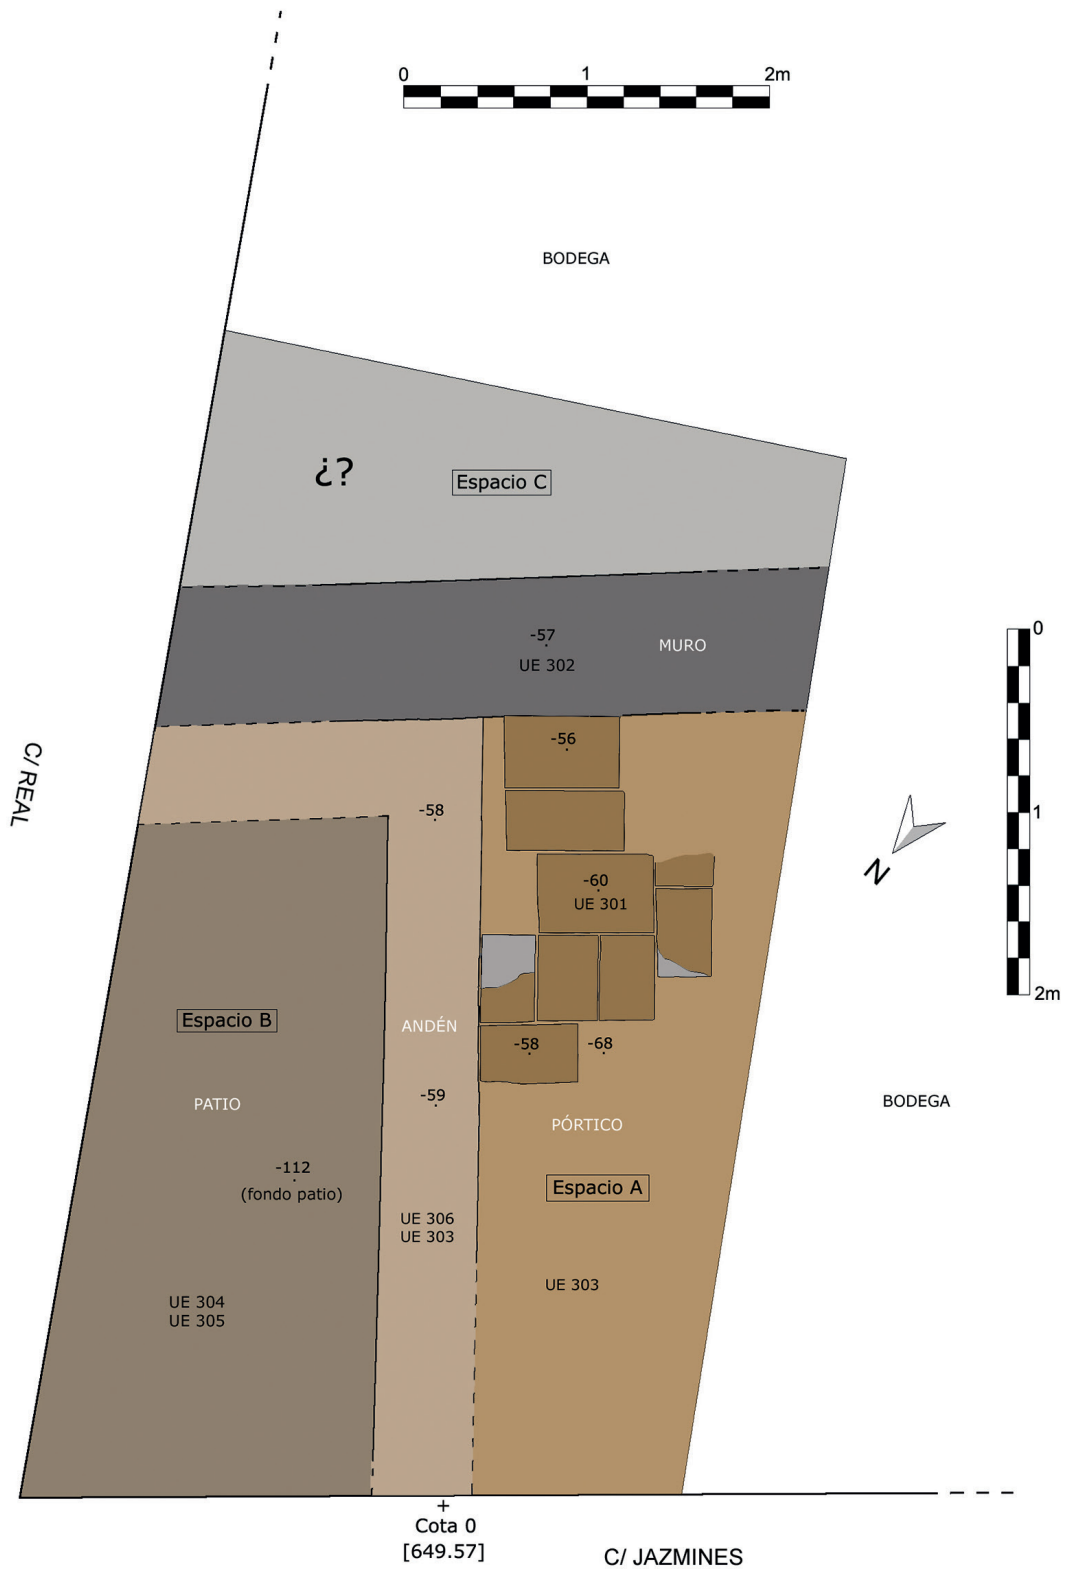 0 1 2m
BODEGA
¿?
Espacio C
-57
UE 302
MURO
0
1
2m
C/ REAL
-56
-58
-60
UE 301
N
Espacio B
ANDÉN
-58
-68
PATIO
-59
BODEGA
PÓRTICO
-112
(fondo patio)
Espacio A
UE 306
UE 303
UE 303
UE 304
UE 305
+
Cota 0
[649.57]
C/ JAZMINES